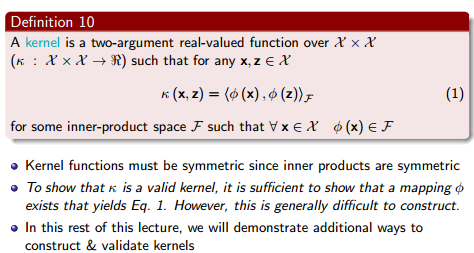 Definition 10
A kernel is a two-argument real-valued function over 𝒳 × 𝒳
(κ : 𝒳 × 𝒳 → ℜ) such that for any x, z ∈ 𝒳
κ (x, z) = ⟨ϕ (x) , ϕ (z)⟩_ℱ (1)
for some inner-product space ℱ such that ∀ x ∈ 𝒳 ϕ (x) ∈ ℱ
Kernel functions must be symmetric since inner products are symmetric
To show that κ is a valid kernel, it is sufficient to show that a mapping ϕ
exists that yields Eq. 1. However, this is generally difficult to construct.
In this rest of this lecture, we will demonstrate additional ways to
construct & validate kernels